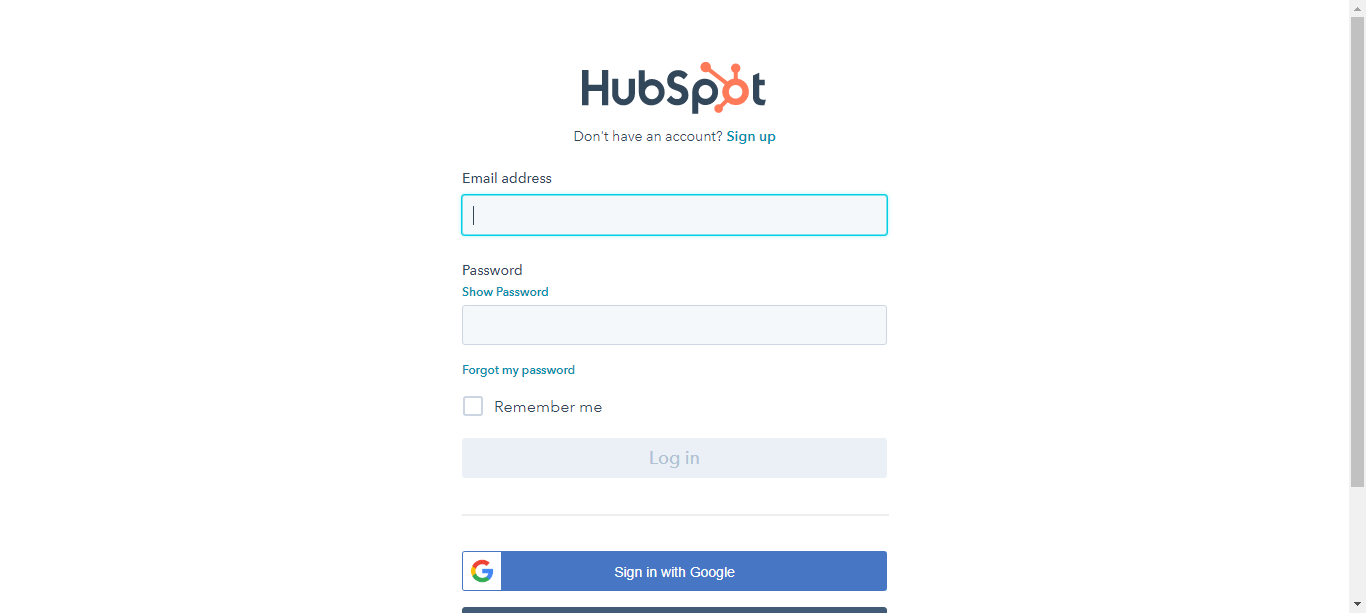 HubSpot
Don't have an account? Sign up
Email address
Password
Show Password
Forgot my password
Remember me
Log in
Sign in with Google